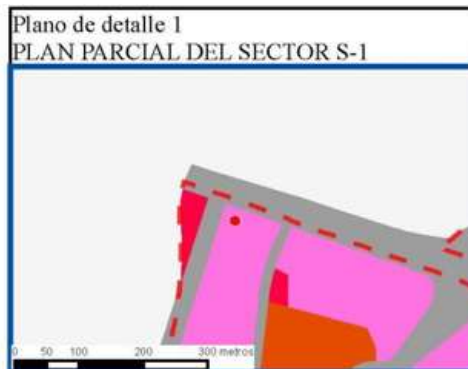 Plano de detalle 1
PLAN PARCIAL DEL SECTOR S-1
0 50 100 200 300 metros